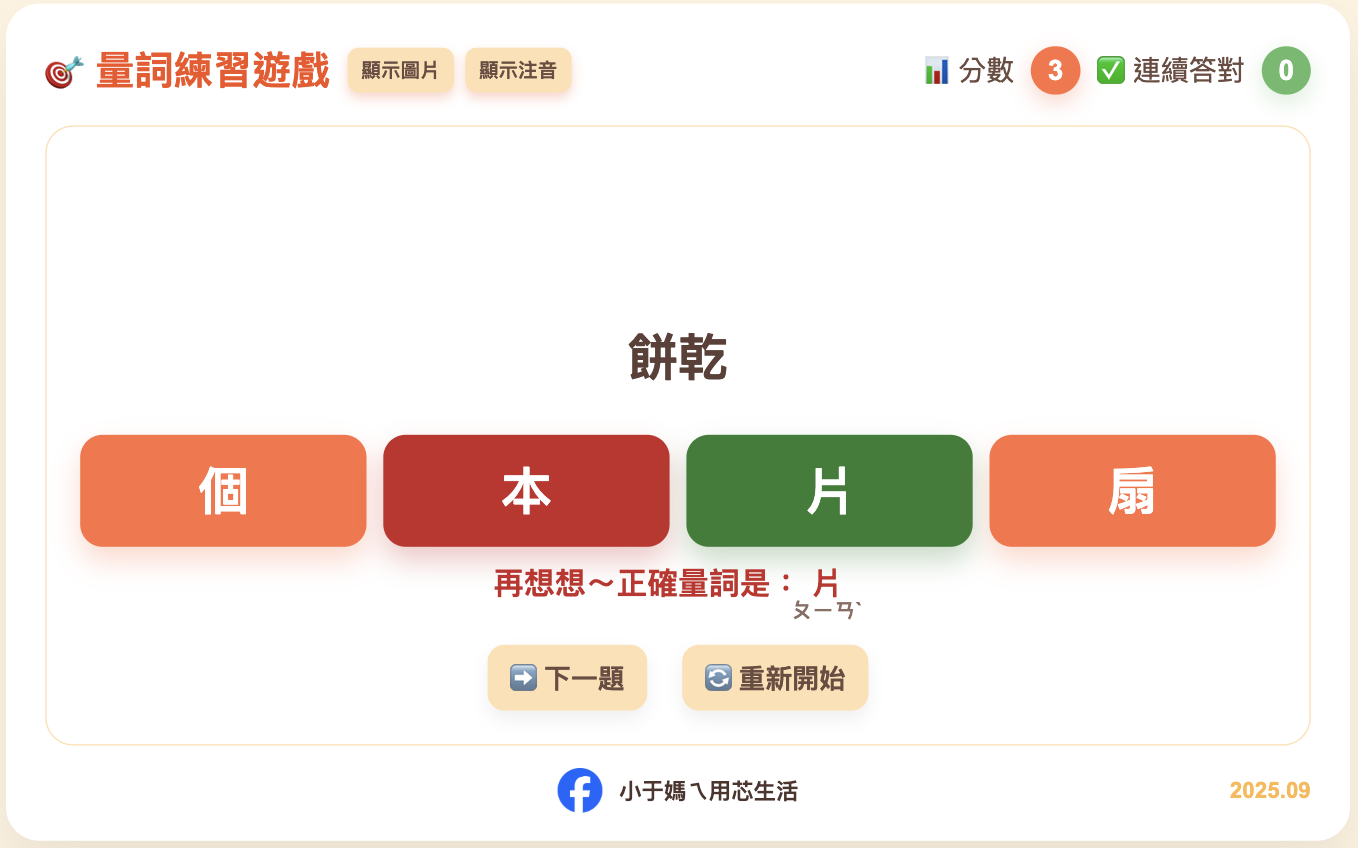 量詞練習遊戲 顯示圖片 顯示注音 分數 3 連續答對 0
餅乾
個 本 片 扇
再想想～正確量詞是： 片
ㄆㄧㄢˋ
下一題 重新開始
小于媽ㄟ用芯生活 2025.09